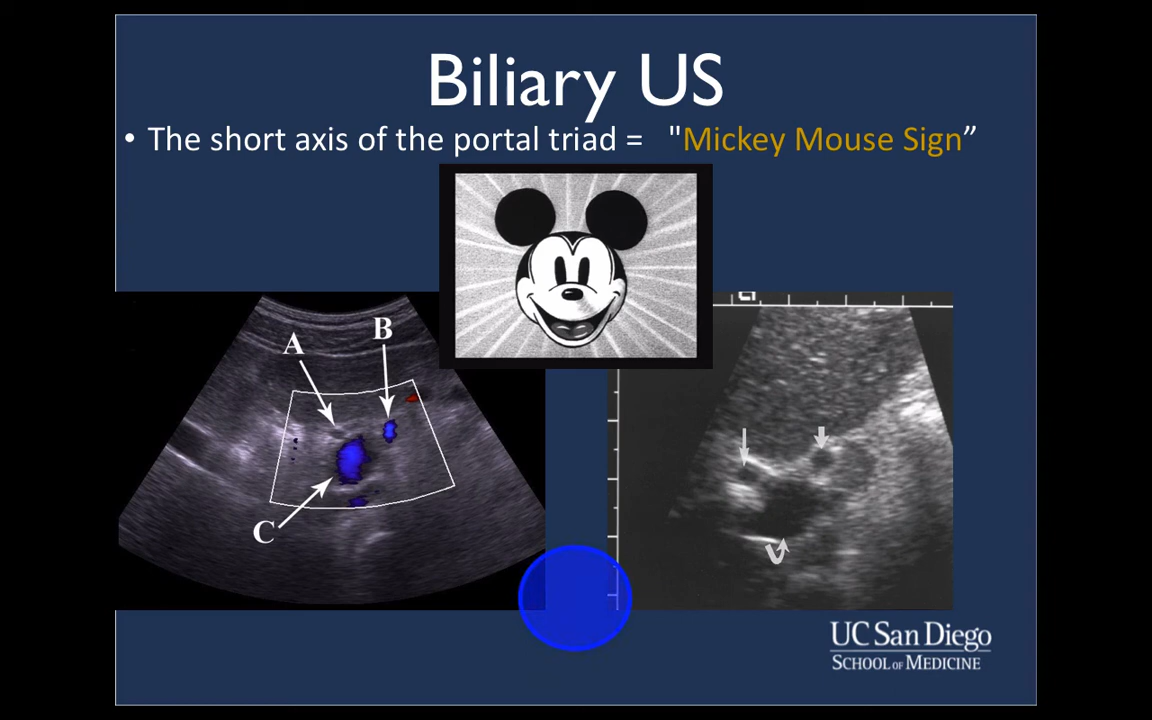 Biliary US
• The short axis of the portal triad = "Mickey Mouse Sign”
A
B
C
UC San Diego
SCHOOL OF MEDICINE